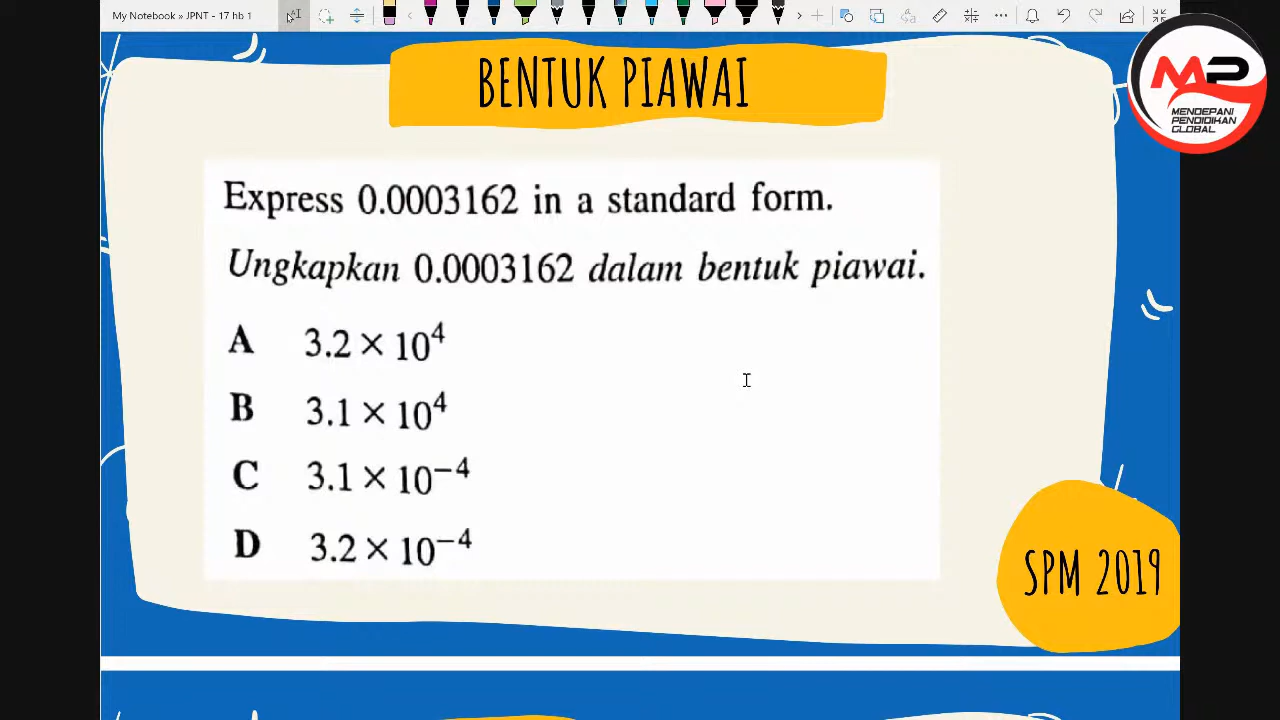 My Notebook » JPNT - 17 hb 1
BENTUK PIAWAI
MP
MENDEPANI
PENDIDIKAN
GLOBAL
Express 0.0003162 in a standard form.
Ungkapkan 0.0003162 dalam bentuk piawai.
A 3.2 × 10⁴
B 3.1 × 10⁴
C 3.1 × 10⁻⁴
D 3.2 × 10⁻⁴
SPM 2019